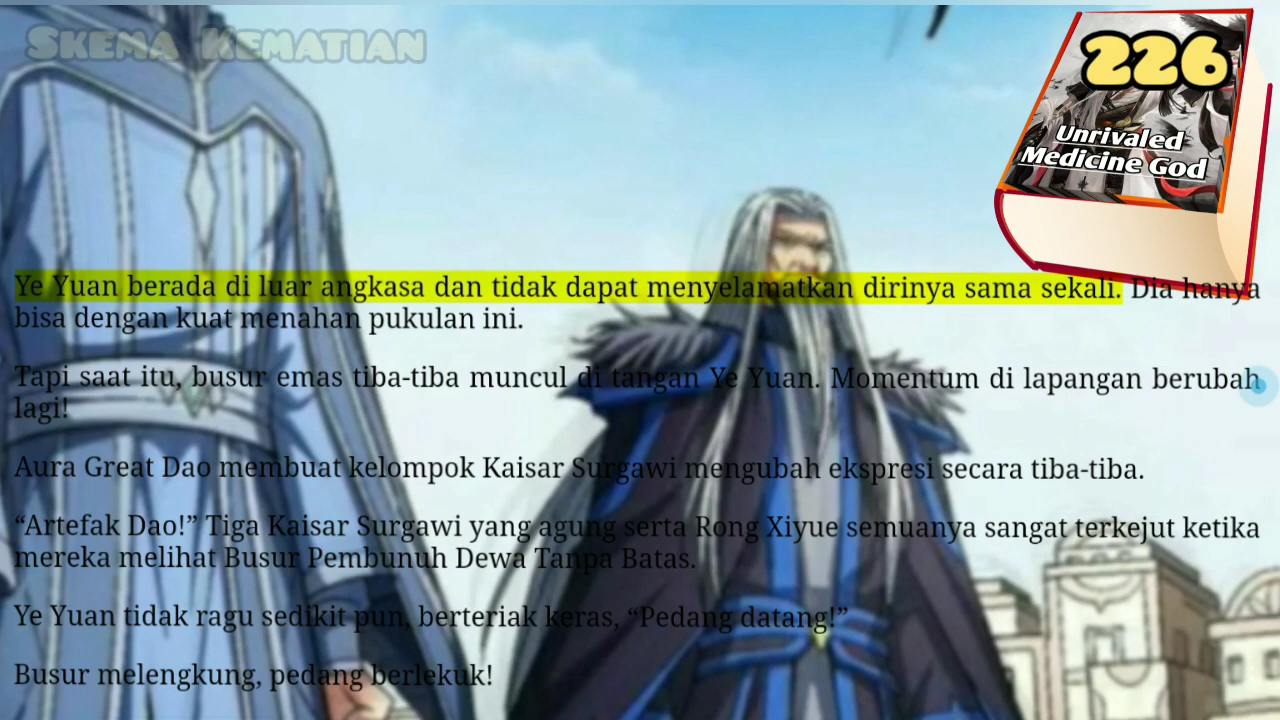 Skema Kematian
226
Unrivaled
Medicine God
Ye Yuan berada di luar angkasa dan tidak dapat menyelamatkan dirinya sama sekali. Dia hanya
bisa dengan kuat menahan pukulan ini.
Tapi saat itu, busur emas tiba-tiba muncul di tangan Ye Yuan. Momentum di lapangan berubah
lagi!
Aura Great Dao membuat kelompok Kaisar Surgawi mengubah ekspresi secara tiba-tiba.
“Artefak Dao!” Tiga Kaisar Surgawi yang agung serta Rong Xiyue semuanya sangat terkejut ketika
mereka melihat Busur Pembunuh Dewa Tanpa Batas.
Ye Yuan tidak ragu sedikit pun, berteriak keras, “Pedang datang!”
Busur melengkung, pedang berlekuk!